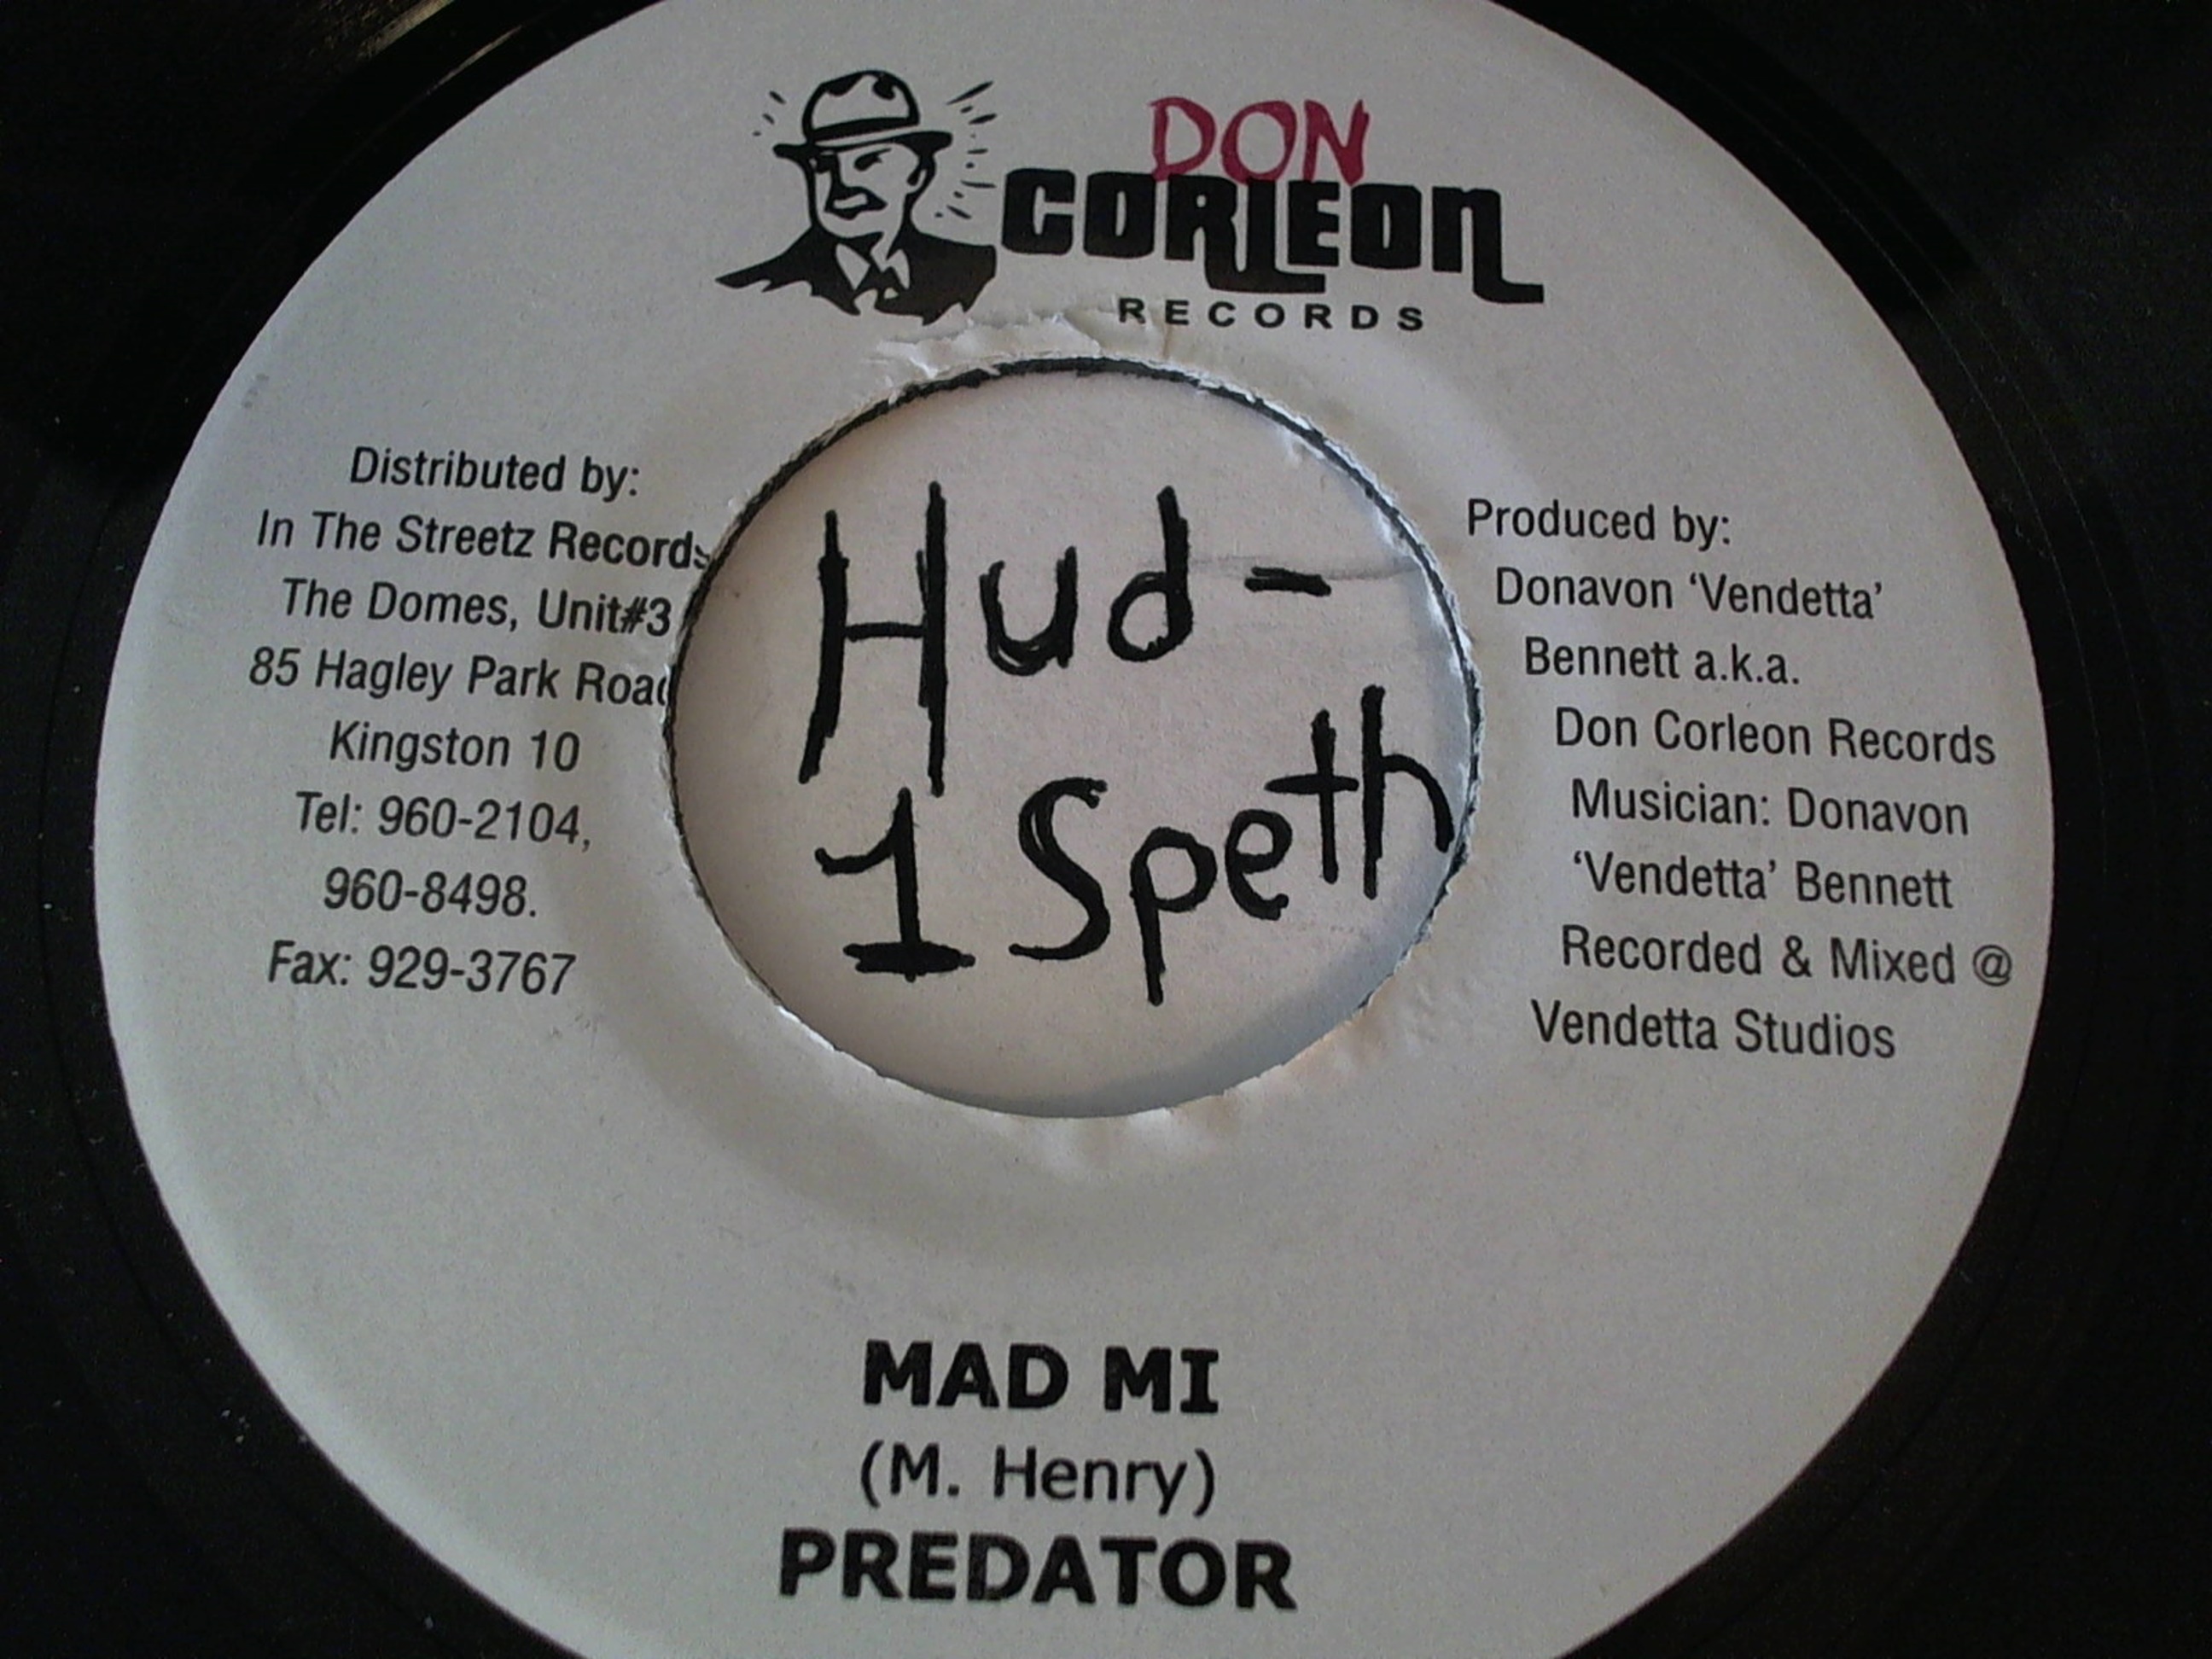 DON
CORLEON
RECORDS
Distributed by:
In The Streetz Records
The Domes, Unit#3
85 Hagley Park Road
Kingston 10
Tel: 960-2104,
960-8498.
Fax: 929-3767
Hud-
1 Speth
Produced by:
Donavon ‘Vendetta’
Bennett a.k.a.
Don Corleon Records
Musician: Donavon
‘Vendetta’ Bennett
Recorded & Mixed @
Vendetta Studios
MAD MI
(M. Henry)
PREDATOR